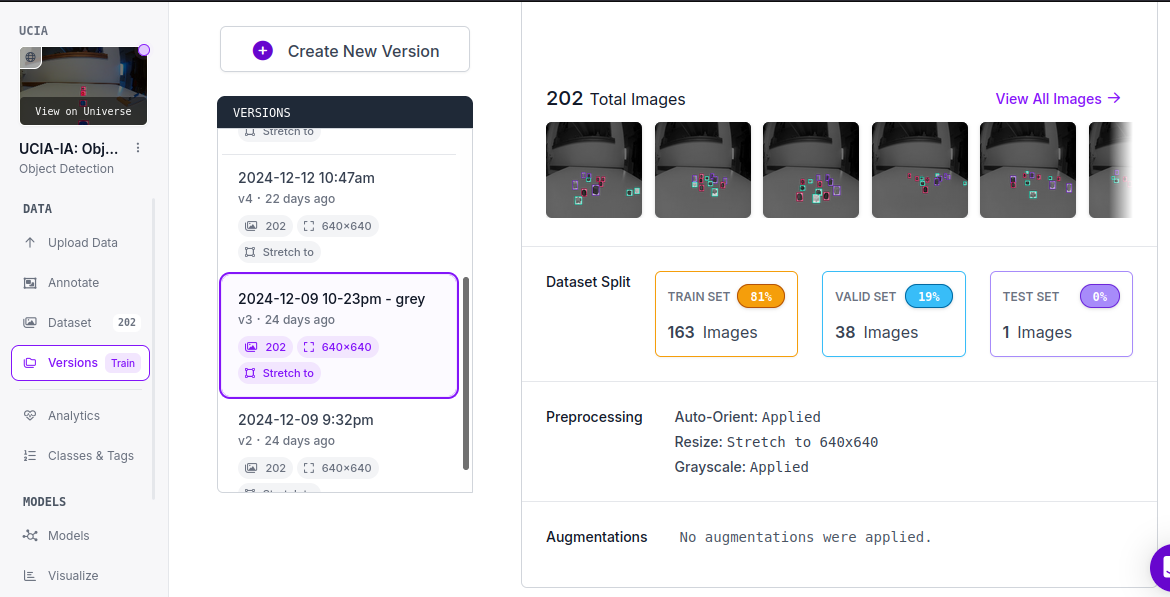 UCIA
View on Universe
UCIA-IA: Obj...
Object Detection
DATA
Upload Data
Annotate
Dataset 202
Versions Train
Analytics
Classes & Tags
MODELS
Models
Visualize
Create New Version
VERSIONS
Stretch to
2024-12-12 10:47am
v4 · 22 days ago
202 640×640
Stretch to
2024-12-09 10-23pm - grey
v3 · 24 days ago
202 640×640
Stretch to
2024-12-09 9:32pm
v2 · 24 days ago
202 640×640
Stretch to
202 Total Images
View All Images →
Dataset Split
TRAIN SET 81%
163 Images
VALID SET 19%
38 Images
TEST SET 0%
1 Images
Preprocessing
Auto-Orient: Applied
Resize: Stretch to 640x640
Grayscale: Applied
Augmentations
No augmentations were applied.